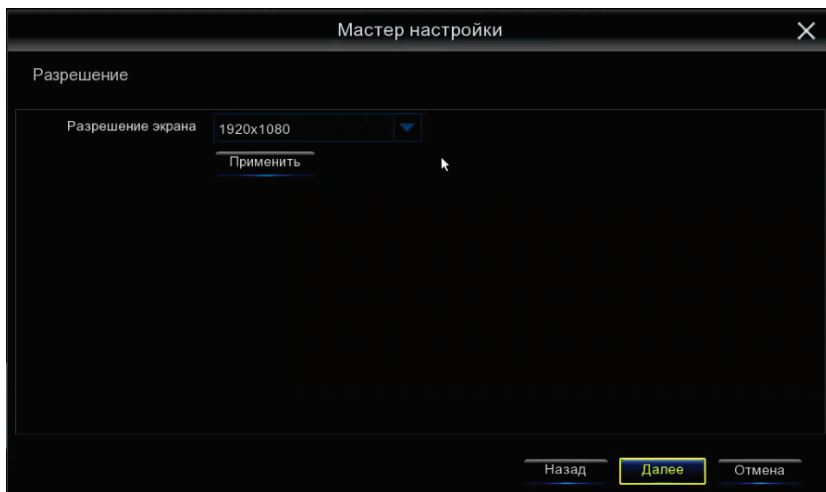 Мастер настройки
Разрешение
Разрешение экрана 1920x1080
Применить
Назад Далее Отмена